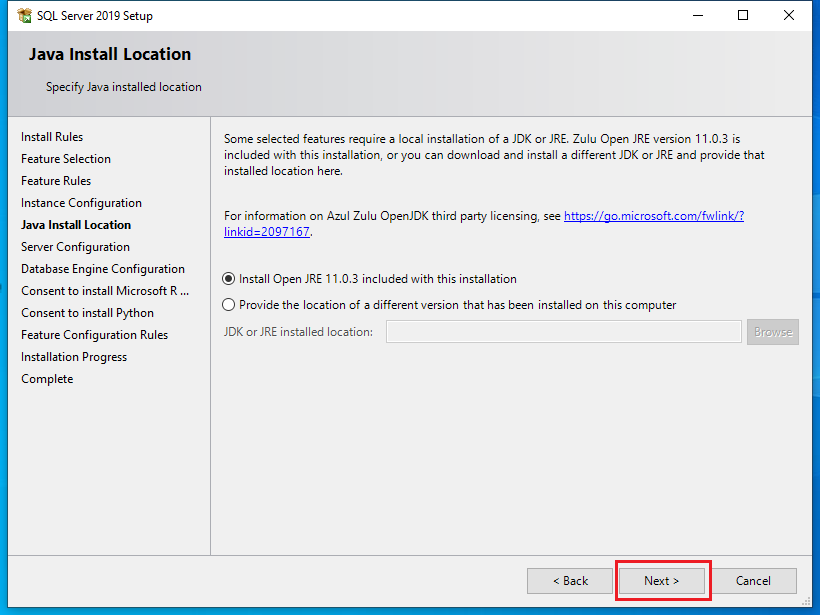 SQL Server 2019 Setup
Java Install Location
Specify Java installed location
Install Rules
Feature Selection
Feature Rules
Instance Configuration
Java Install Location
Server Configuration
Database Engine Configuration
Consent to install Microsoft R ...
Consent to install Python
Feature Configuration Rules
Installation Progress
Complete
Some selected features require a local installation of a JDK or JRE. Zulu Open JRE version 11.0.3 is
included with this installation, or you can download and install a different JDK or JRE and provide that
installed location here.
For information on Azul Zulu OpenJDK third party licensing, see https://go.microsoft.com/fwlink/?
linkid=2097167.
Install Open JRE 11.0.3 included with this installation
Provide the location of a different version that has been installed on this computer
JDK or JRE installed location:
Browse
< Back
Next >
Cancel